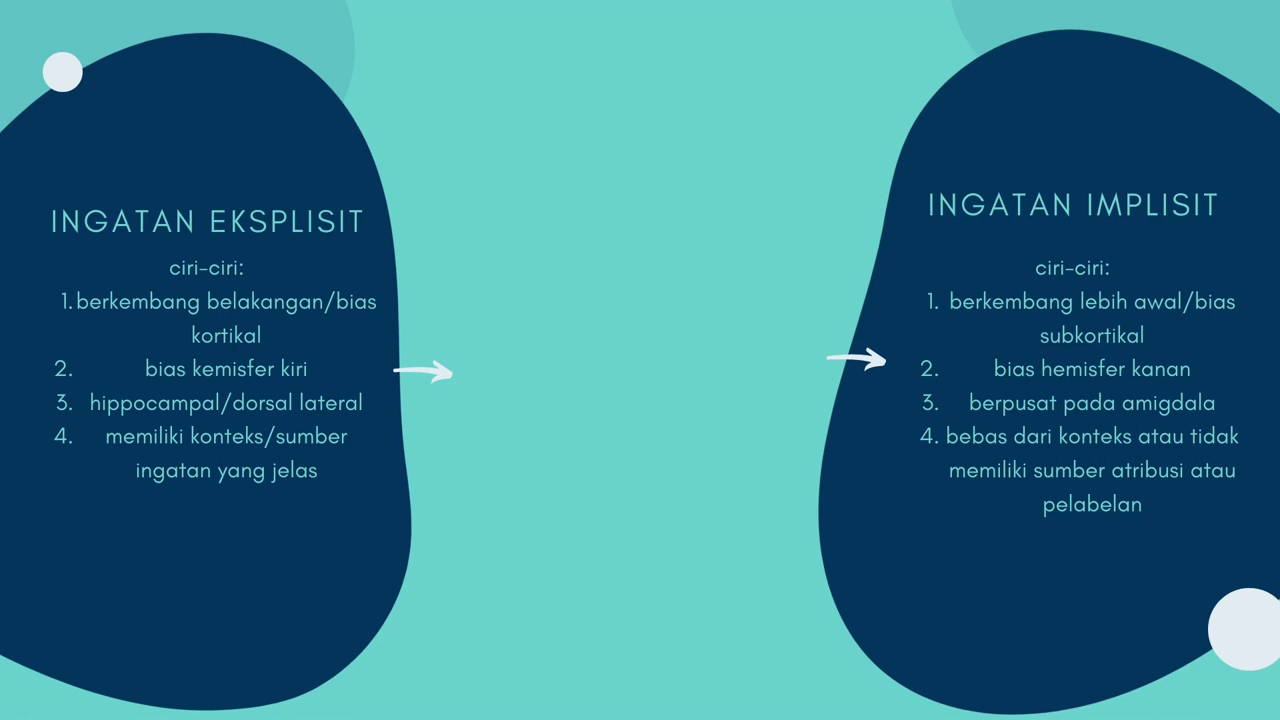 INGATAN EKSPLISIT
ciri-ciri:
1. berkembang belakangan/bias
kortikal
2. bias kemisfer kiri
3. hippocampal/dorsal lateral
4. memiliki konteks/sumber
ingatan yang jelas
INGATAN IMPLISIT
ciri-ciri:
1. berkembang lebih awal/bias
subkortikal
2. bias hemisfer kanan
3. berpusat pada amigdala
4. bebas dari konteks atau tidak
memiliki sumber atribusi atau
pelabelan